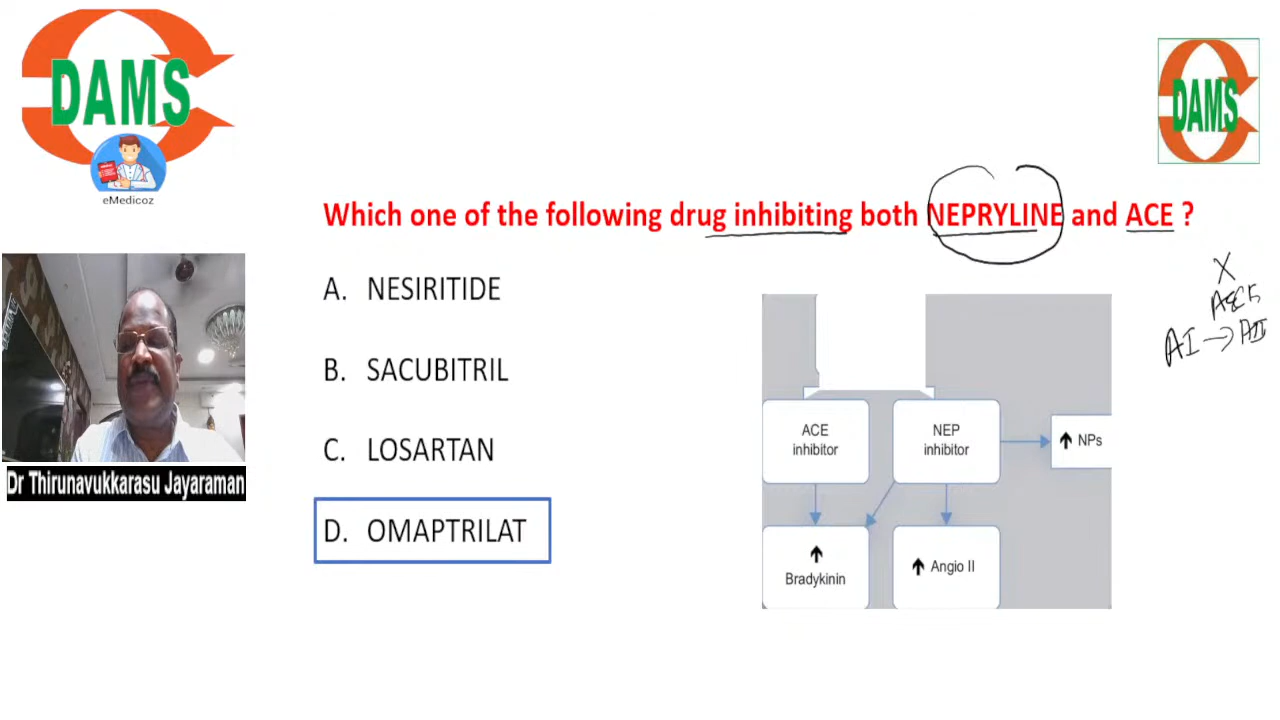 DAMS
eMedicoz
DAMS
Which one of the following drug inhibiting both NEPRYLINE and ACE ?
A. NESIRITIDE
B. SACUBITRIL
C. LOSARTAN
D. OMAPTRILAT
X
AI → AII
ACE
inhibitor
NEP
inhibitor
↑ NPs
↑
Bradykinin
↑ Angio II
Dr Thirunavukkarasu Jayaraman